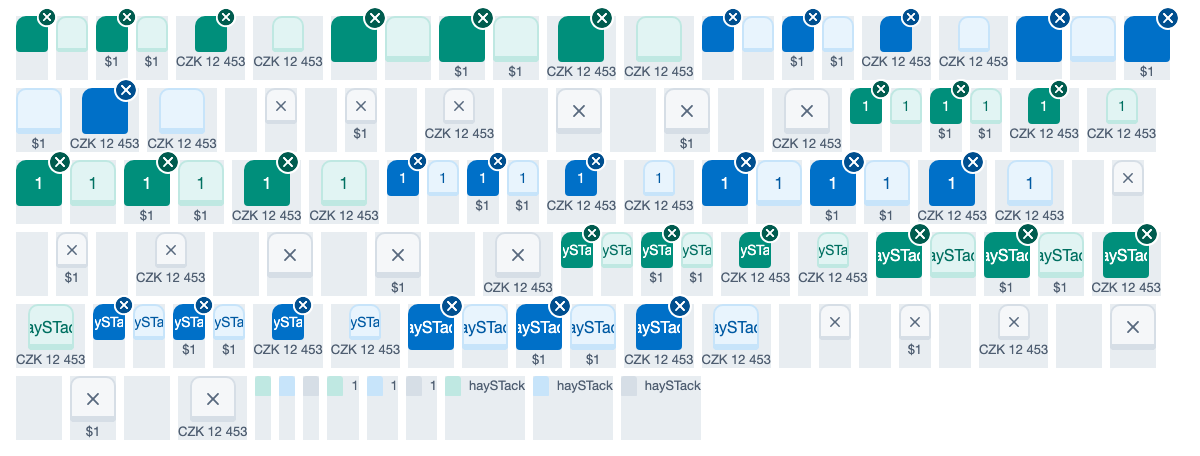 $1 $1 CZK 12 453 CZK 12 453 $1 $1 CZK 12 453 CZK 12 453 $1 $1 CZK 12 453 CZK 12 453 $1
1 1 1 1 1 1
$1 CZK 12 453 CZK 12 453 $1 CZK 12 453 $1 CZK 12 453 $1 $1 CZK 12 453 CZK 12 453
1 1 1 1 1 1 1 1 1 1 1 1 1 1 1 1 1 1
$1 $1 CZK 12 453 CZK 12 453 $1 $1 CZK 12 453 CZK 12 453 $1 $1 CZK 12 453 CZK 12 453
ySTa ySTa ySTa ySTa ySTa ySTa aySTac aySTac aySTac aySTac aySTac
$1 CZK 12 453 $1 CZK 12 453 $1 $1 CZK 12 453 CZK 12 453 $1 $1 CZK 12 453
aySTac ySTa ySTa ySTa ySTa ySTa ySTa aySTac aySTac aySTac aySTac aySTac aySTac
CZK 12 453 $1 $1 CZK 12 453 CZK 12 453 $1 $1 CZK 12 453 CZK 12 453 $1 CZK 12 453
1 1 1 haySTack haySTack haySTack
$1 CZK 12 453